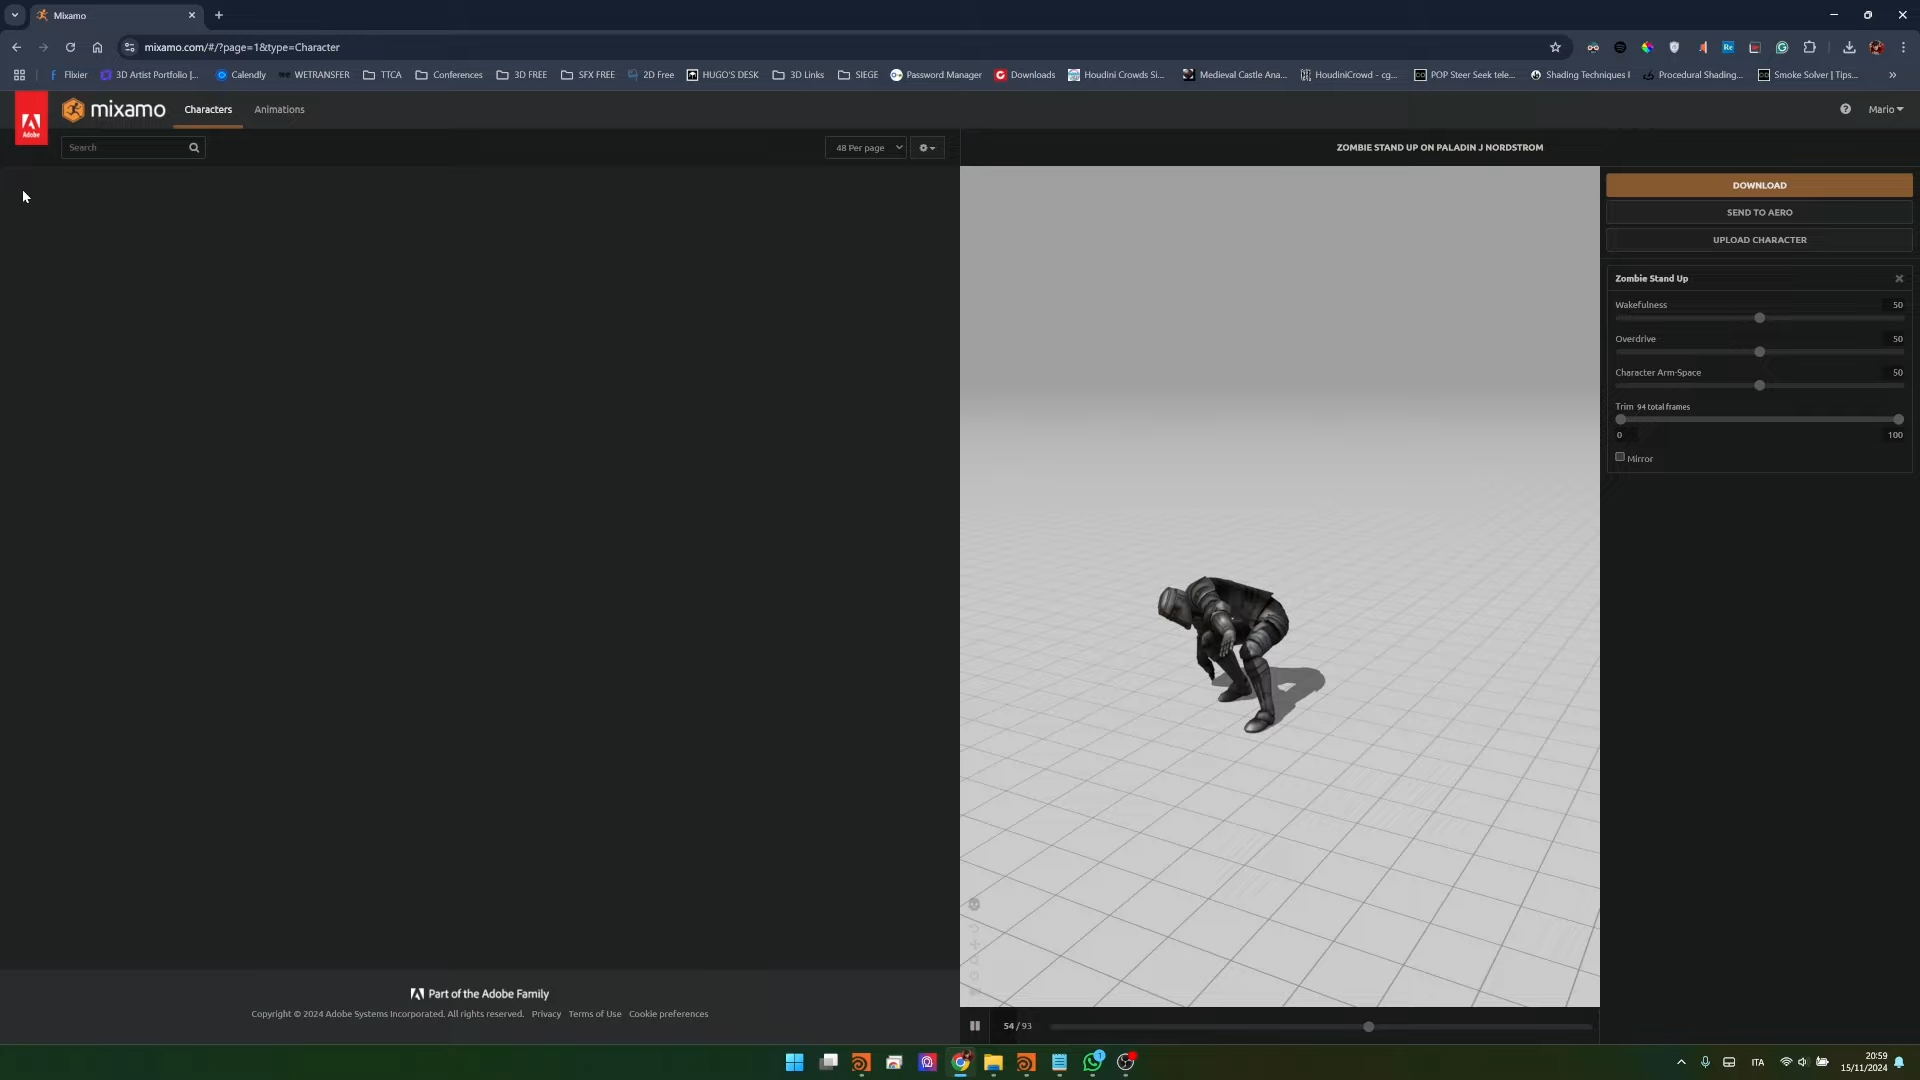 Mixamo
mixamo.com/#/?page=1&type=Character
Flixier
3D Artist Portfolio |...
Calendly
WETRANSFER
TTCA
Conferences
3D FREE
SFX FREE
2D Free
HUGO'S DESK
3D Links
SIEGE
Password Manager
Downloads
Houdini Crowds Si...
Medieval Castle Ana...
HoudiniCrowd - cg...
POP Steer Seek tele...
Shading Techniques
Procedural Shading...
Smoke Solver | Tips...
Adobe
mixamo
Characters
Animations
Mario
Search
48 Per page
ZOMBIE STAND UP ON PALADIN J NORDSTROM
DOWNLOAD
SEND TO AERO
UPLOAD CHARACTER
Zombie Stand Up
Wakefulness 50
Overdrive 50
Character Arm-Space 50
Trim 94 total frames
0 100
Mirror
Part of the Adobe Family
Copyright © 2024 Adobe Systems Incorporated. All rights reserved. Privacy Terms of Use Cookie preferences
54 / 93
ITA
20:59
15/11/2024